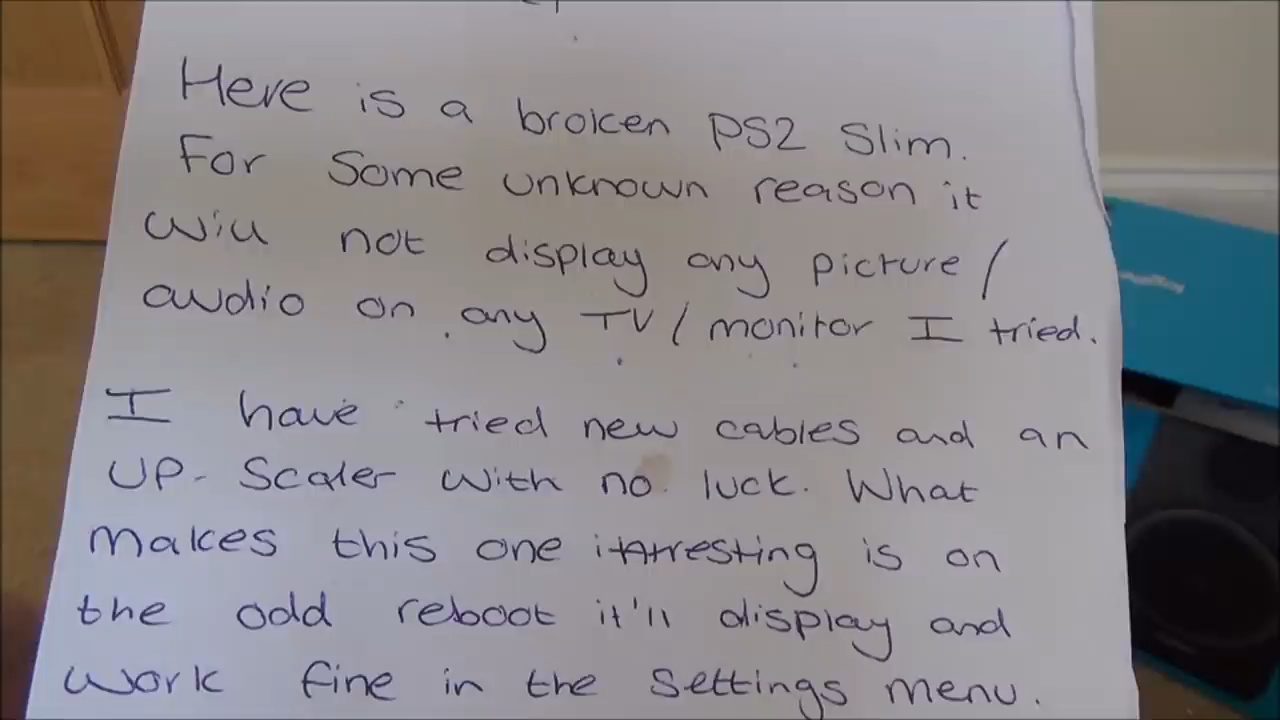 Here is a broken PS2 Slim.
For Some unknown reason it
will not display any picture/
audio on any TV/monitor I tried.
I have tried new cables and an
UP-Scaler with no luck. What
makes this one intresting is on
the odd reboot it'll display and
work fine in the settings menu.